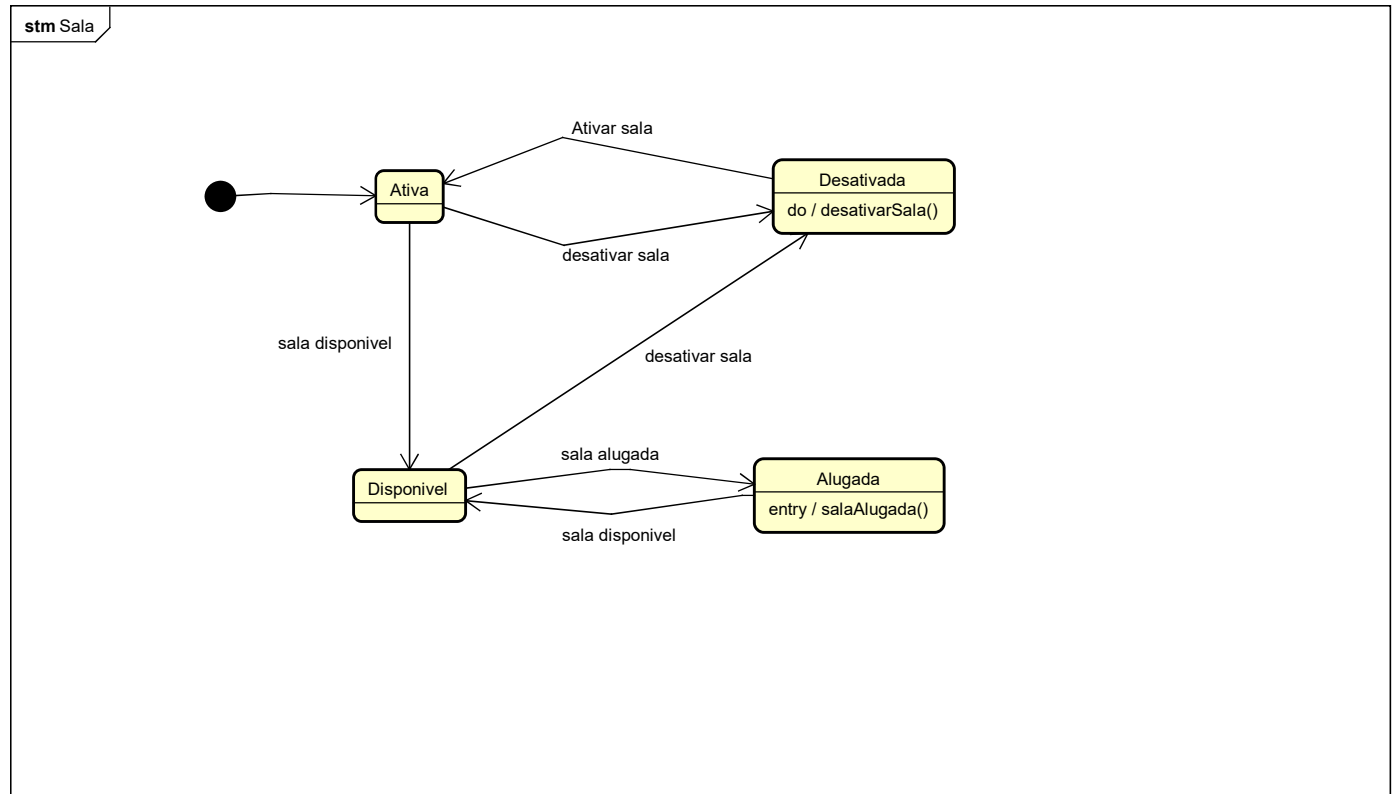 stm Sala
Ativar sala
Desativada
do / desativarSala()
Ativa
desativar sala
sala disponivel
desativar sala
sala alugada
Alugada
entry / salaAlugada()
Disponivel
sala disponivel